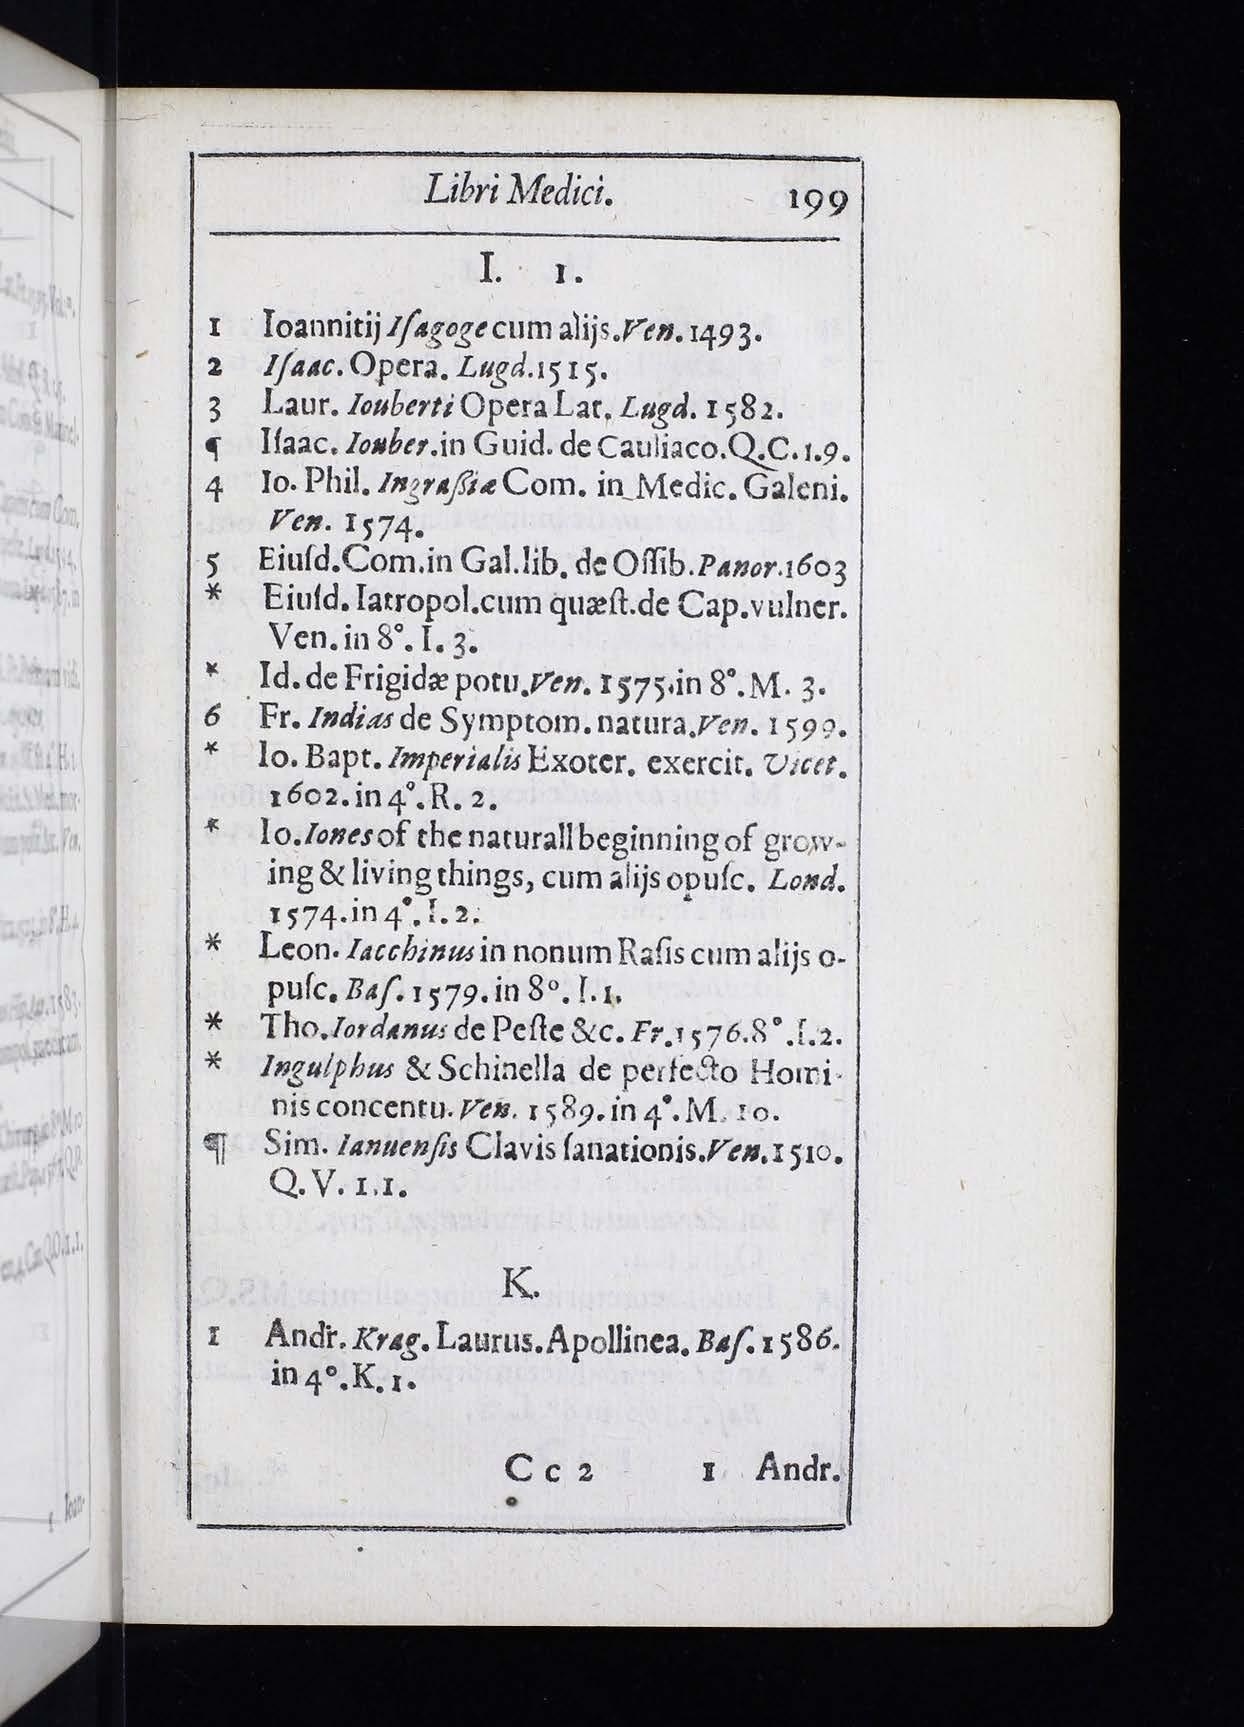 Libri Medici. 199
I. 1.
1 Ioannitij Iſagoge cum alijs. Ven. 1493.
2 Iſaac. Opera. Lugd. 1515.
3 Laur. Iouberti Opera Lat. Lugd. 1582.
¶ Iſaac. Iouber. in Guid. de Cauliaco. Q. C. 1. 9.
4 Io. Phil. Ingraſsiæ Com. in Medic. Galeni.
Ven. 1574.
5 Eiuſd. Com. in Gal. lib. de Oſſib. Panor. 1603
* Eiuſd. Iatropol. cum quæſt. de Cap. vulner.
Ven. in 8°. I. 3.
* Id. de Frigidæ potu. Ven. 1575. in 8°. M. 3.
6 Fr. Indias de Symptom. natura. Ven. 1599.
* Io. Bapt. Imperialis Exoter. exercit. Vicet.
1602. in 4°. R. 2.
* Io. Iones of the naturall beginning of grow-
ing & living things, cum alijs opuſc. Lond.
1574. in 4°. I. 2.
* Leon. Iacchinus in nonum Raſis cum alijs o-
puſc. Baſ. 1579. in 8°. I. 1.
* Tho. Iordanus de Peſte &c. Fr. 1576. 8°. I. 2.
* Ingulphus & Schinella de perfecto Homi-
nis concentu. Ven. 1589. in 4°. M. 10.
¶ Sim. Ianuenſis Clavis ſanationis. Ven. 1510.
Q. V. 1. 1.
K.
1 Andr. Krag. Laurus. Apollinea. Baſ. 1586.
in 4°. K. 1.
Cc 2 1 Andr.